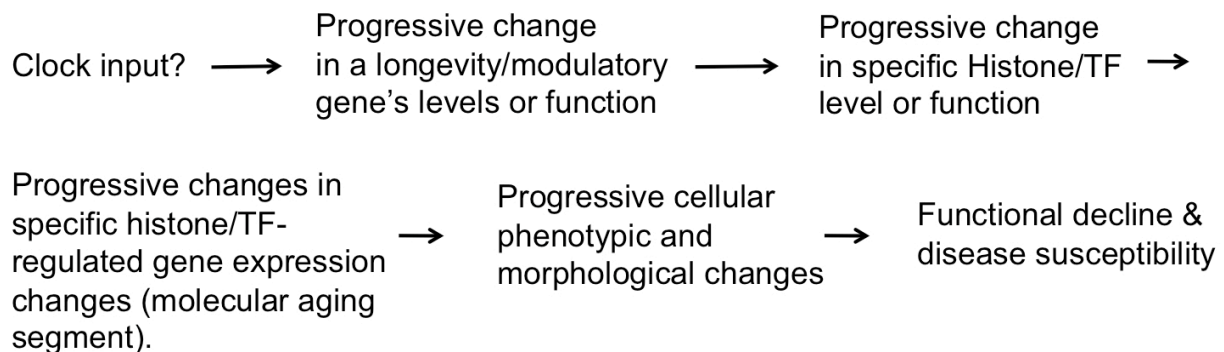 Clock input?
Progressive change
in a longevity/modulatory
gene's levels or function
Progressive change
in specific Histone/TF
level or function
Progressive changes in
specific histone/TF-
regulated gene expression
changes (molecular aging
segment).
Progressive cellular
phenotypic and
morphological changes
Functional decline &
disease susceptibility